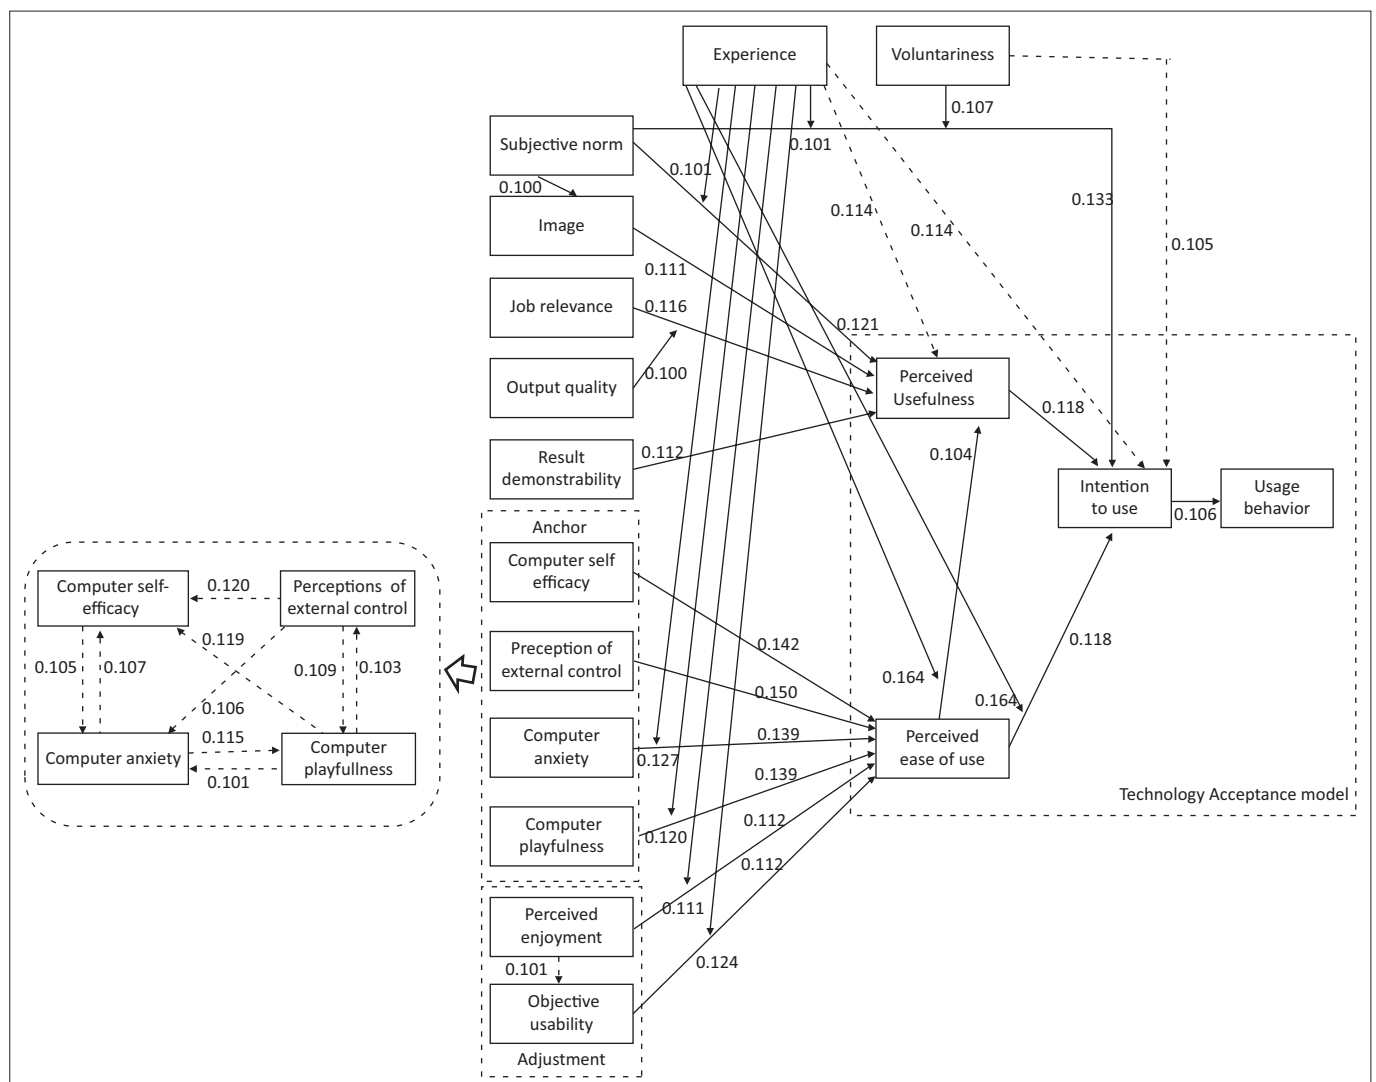 Experience
Voluntariness
0.107
Subjective norm
0.101
0.101
0.100
0.133
Image
0.114
0.114
0.105
0.111
Job relevance
0.116
0.121
Output quality
0.100
Perceived
Usefulness
0.118
Result
demonstrability
0.112
0.104
Intention
to use
0.106
Usage
behavior
Anchor
Computer self
efficacy
Computer self-
efficacy
0.120
Perceptions of
external control
0.119
0.105
0.107
0.109
0.103
0.106
0.115
Computer anxiety
0.101
Computer
playfullness
0.142
Preception of
external control
0.150
0.164
0.164
0.118
Computer
anxiety
0.127
0.139
Perceived
ease of use
0.139
Technology Acceptance model
Computer
playfulness
0.120
0.112
0.112
Perceived
enjoyment
0.111
0.101
0.124
Objective
usability
Adjustment